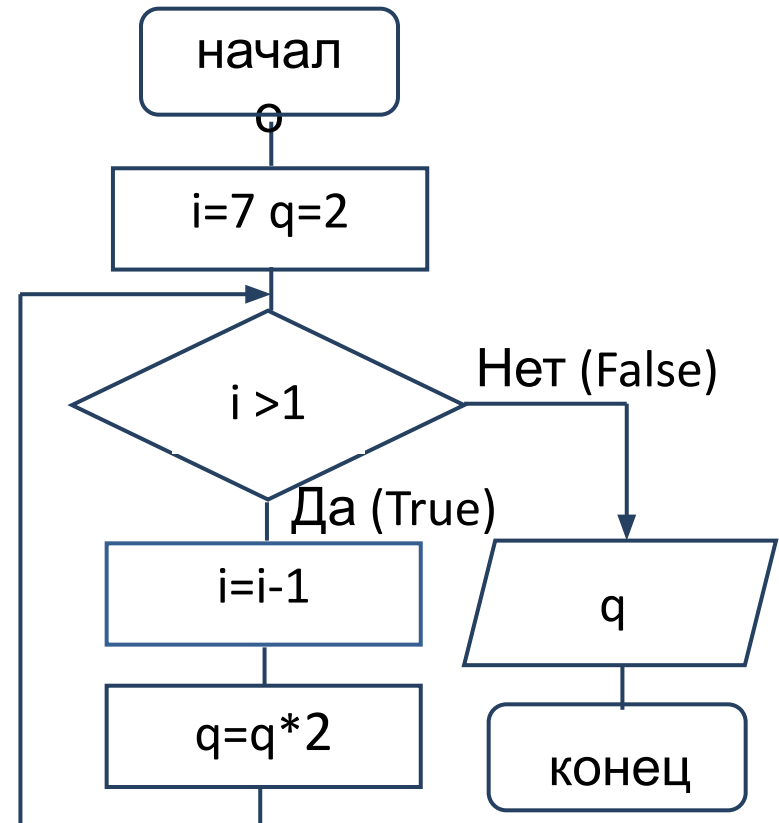 начал
о
i=7 q=2
i >1
Нет (False)
Да (True)
i=i-1
q
q=q*2
конец